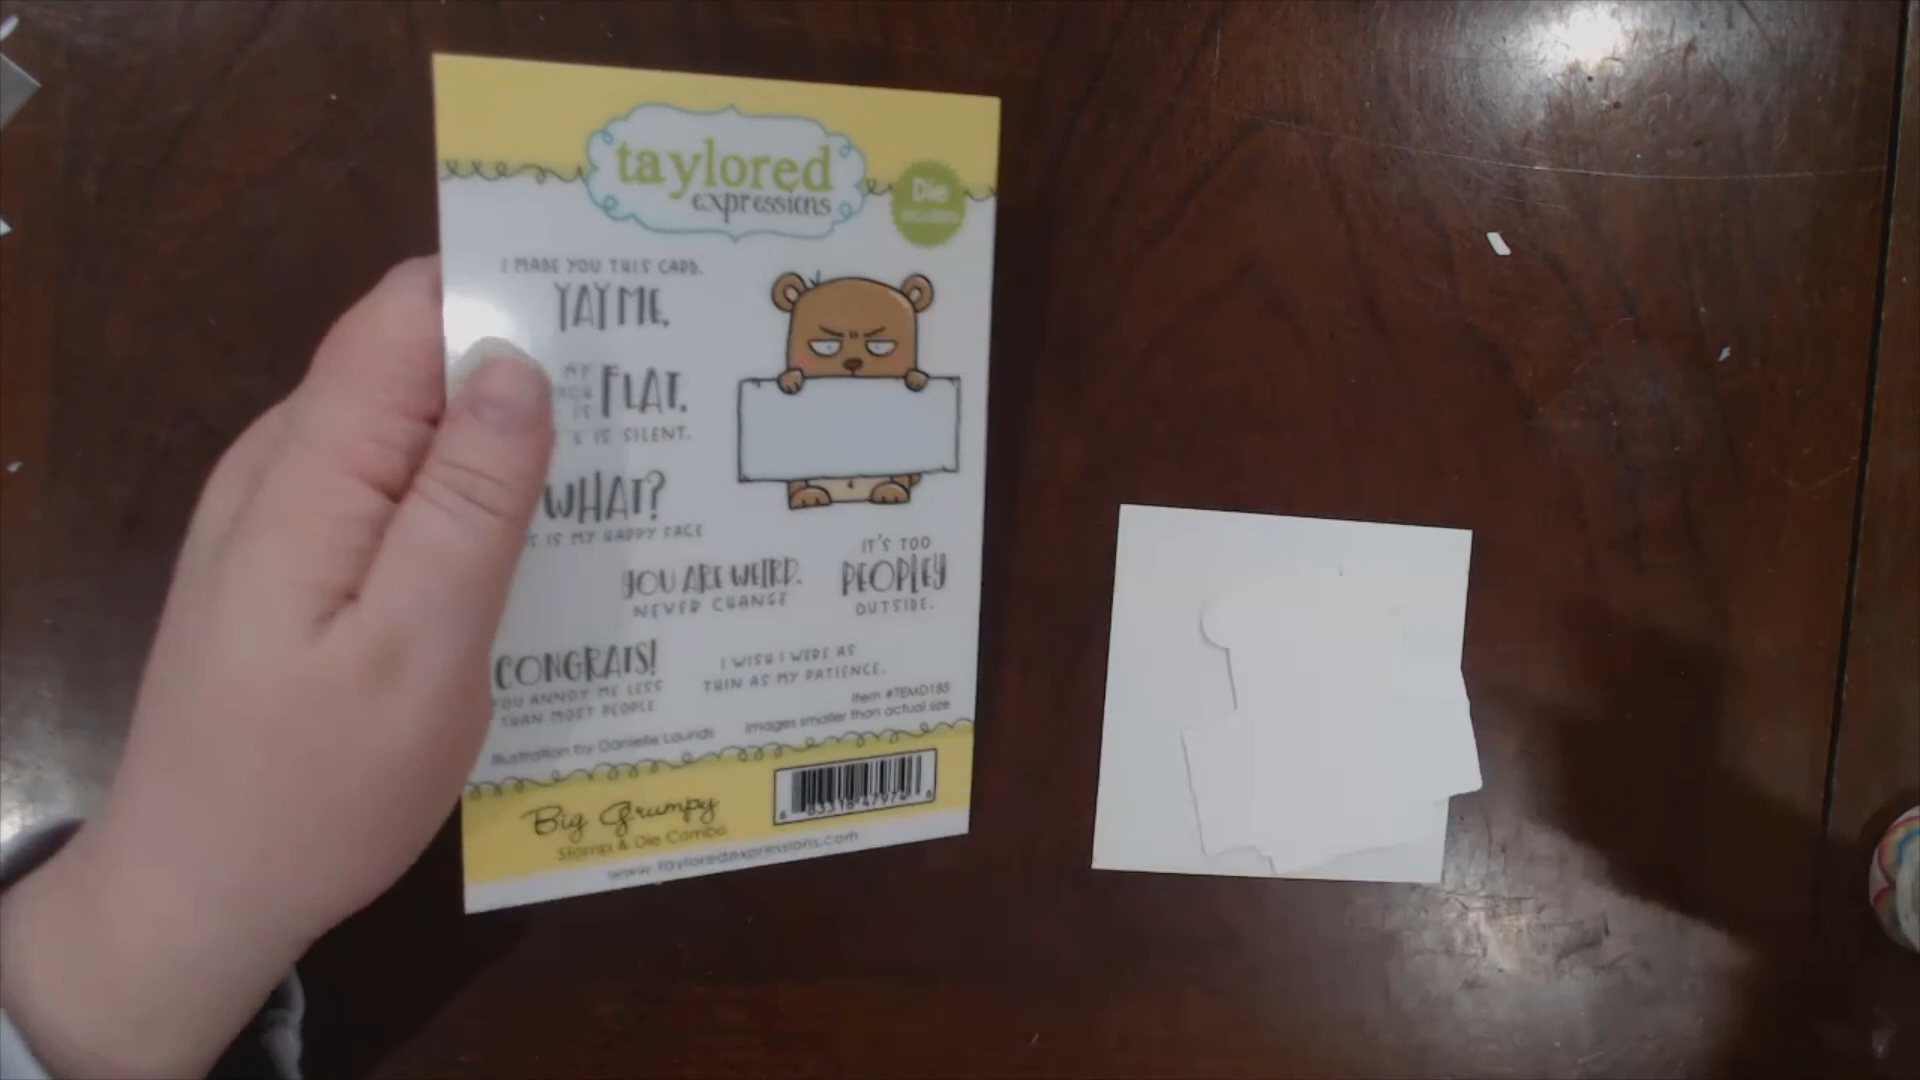 taylored
expressions
Die
I MADE YOU THIS CARD.
YAY ME.
MY
IS
FLAT.
IS SILENT.
WHAT?
IS MY HAPPY FACE
YOU ARE WEIRD.
NEVER CHANGE
IT'S TOO
PEOPLEY
OUTSIDE.
CONGRATS!
YOU ANNOY ME LESS
THAN MOST PEOPLE
I WISH I WERE AS
THIN AS MY PATIENCE.
Item #TEMD185
Images smaller than actual size
Illustration by Danielle Lounds
Big Grumpy
Stamp & Die Combo
www.tayloredexpressions.com